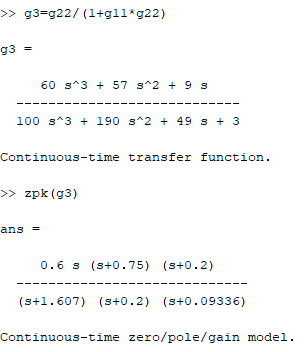 >> g3=g22/(1+g11*g22)
g3 =
60 s^3 + 57 s^2 + 9 s
----------------------------
100 s^3 + 190 s^2 + 49 s + 3
Continuous-time transfer function.
>> zpk(g3)
ans =
0.6 s (s+0.75) (s+0.2)
-----------------------------
(s+1.607) (s+0.2) (s+0.09336)
Continuous-time zero/pole/gain model.